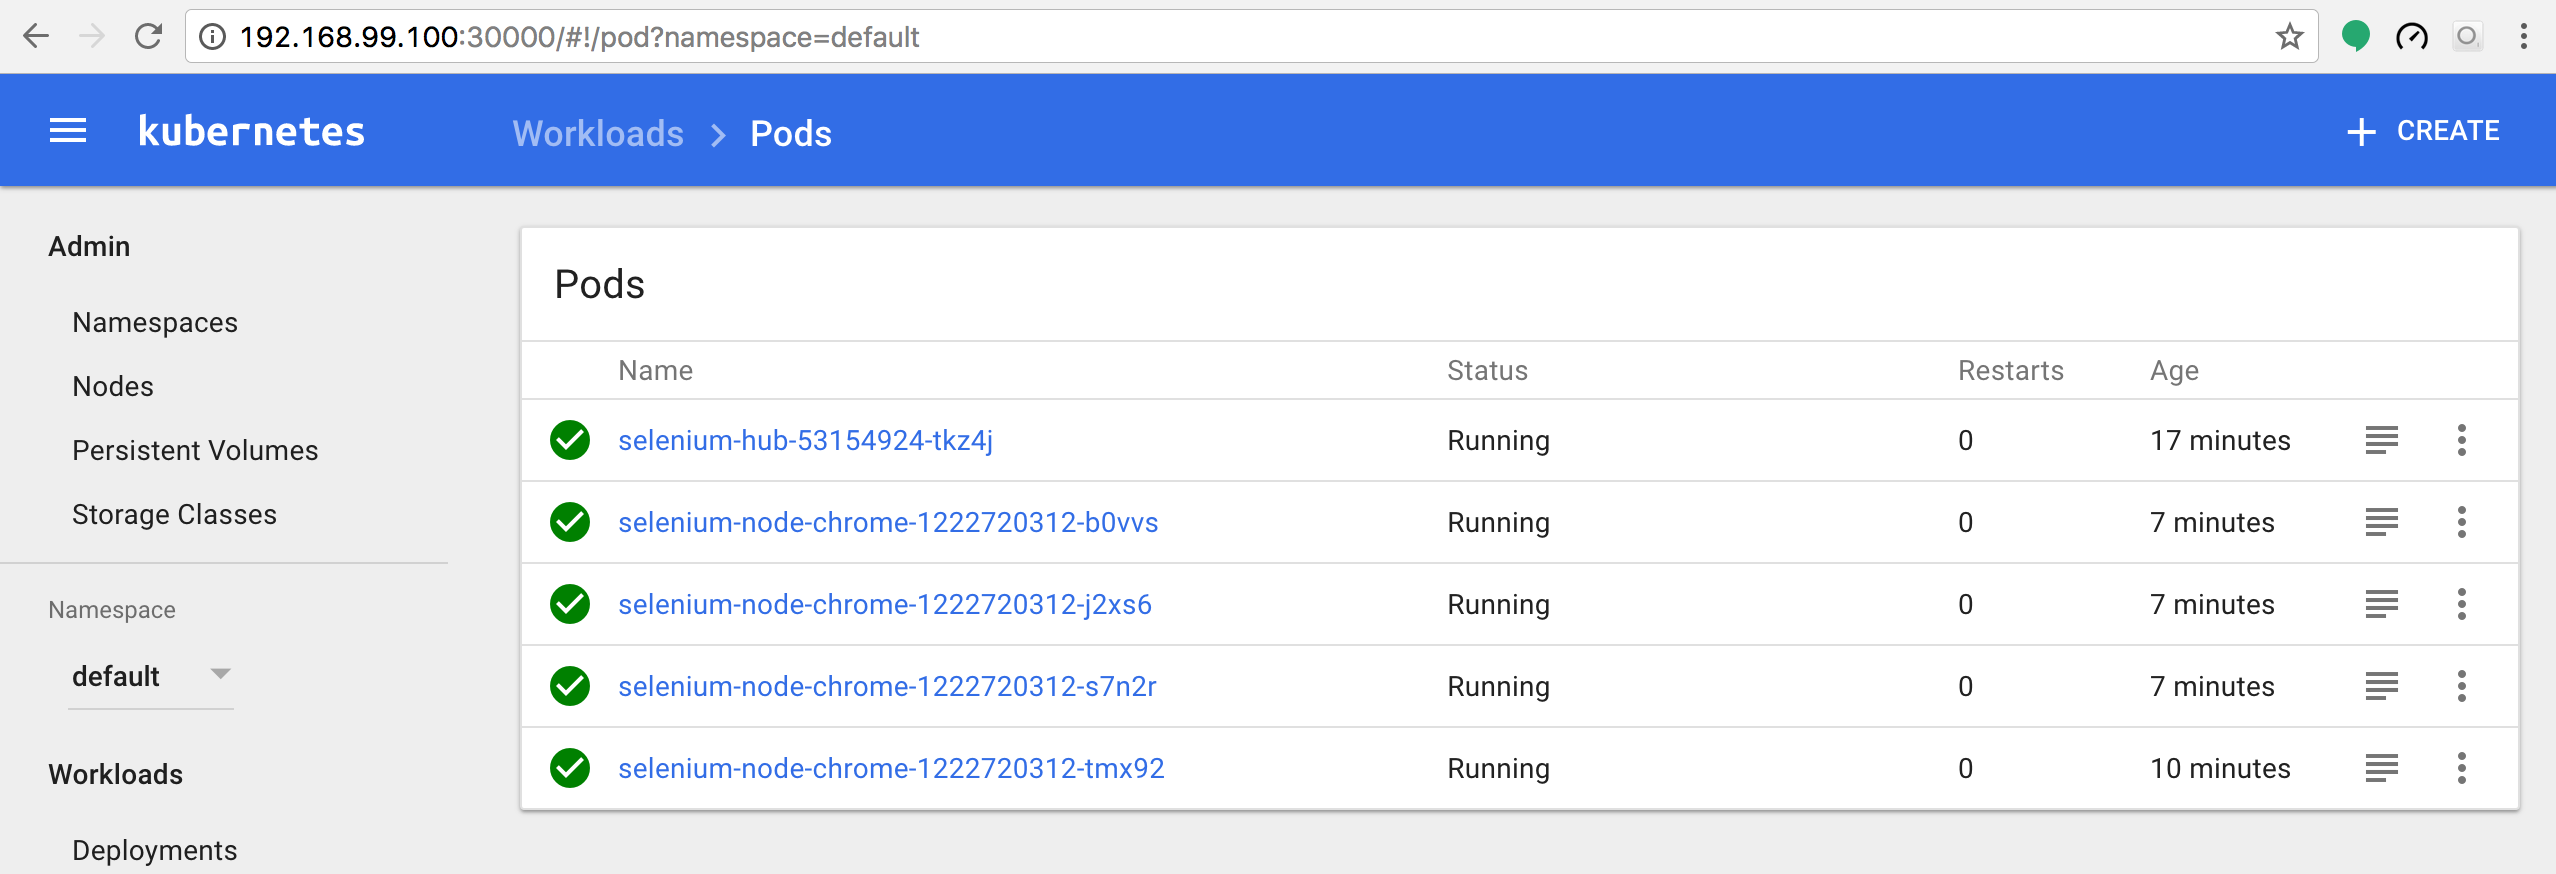 192.168.99.100:30000/#!/pod?namespace=default
kubernetes
Workloads > Pods
+ CREATE
Admin
Namespaces
Nodes
Persistent Volumes
Storage Classes
Namespace
default
Workloads
Deployments
Pods
Name Status Restarts Age
selenium-hub-53154924-tkz4j Running 0 17 minutes
selenium-node-chrome-1222720312-b0vvs Running 0 7 minutes
selenium-node-chrome-1222720312-j2xs6 Running 0 7 minutes
selenium-node-chrome-1222720312-s7n2r Running 0 7 minutes
selenium-node-chrome-1222720312-tmx92 Running 0 10 minutes